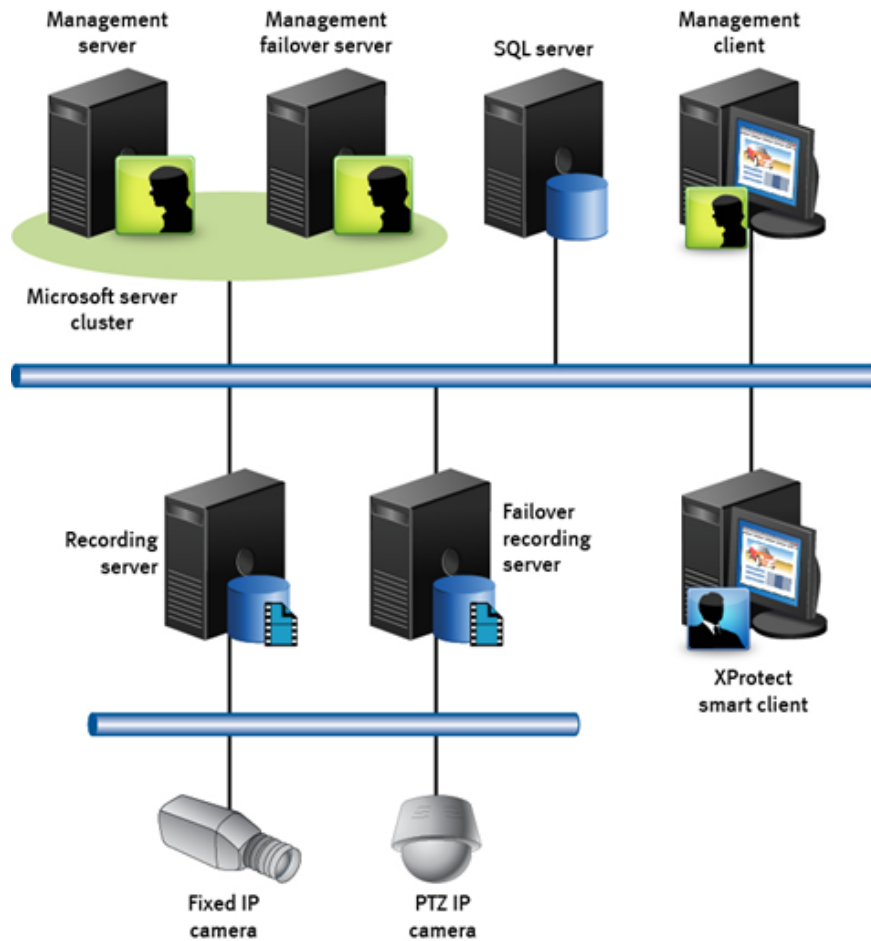 Management
server
Management
failover server
SQL server
Management
client
Microsoft server
cluster
Recording
server
Failover
recording
server
XProtect
smart client
Fixed IP
camera
PTZ IP
camera